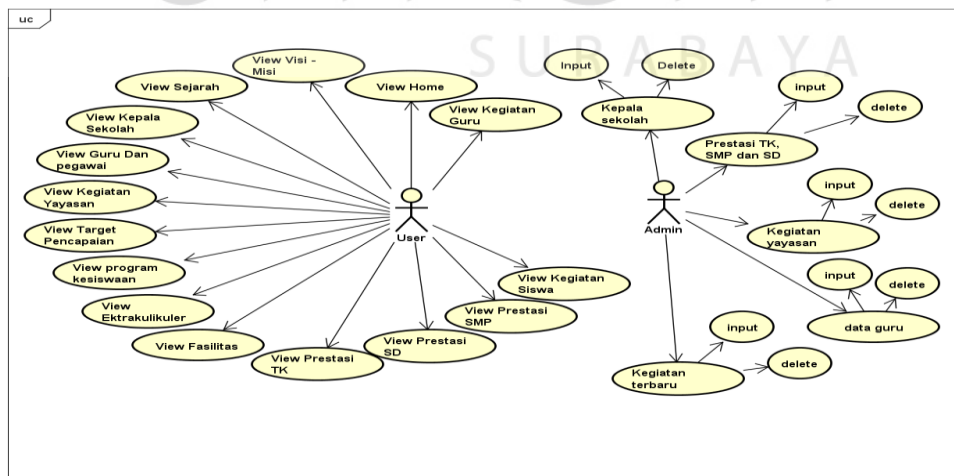 uc
SURABAYA
View Visi -
Misi
View Sejarah
View Home
View Kegiatan
Guru
View Kepala
Sekolah
View Guru Dan
pegawai
View Kegiatan
Yayasan
View Target
Pencapaian
View program
kesiswaan
View
Ektrakulikuler
View Fasilitas
View Prestasi
TK
View Prestasi
SD
View Prestasi
SMP
View Kegiatan
Siswa
User
Input
Delete
Kepala
sekolah
input
delete
Prestasi TK,
SMP dan SD
Admin
input
delete
Kegiatan
yayasan
input
delete
data guru
input
delete
Kegiatan
terbaru